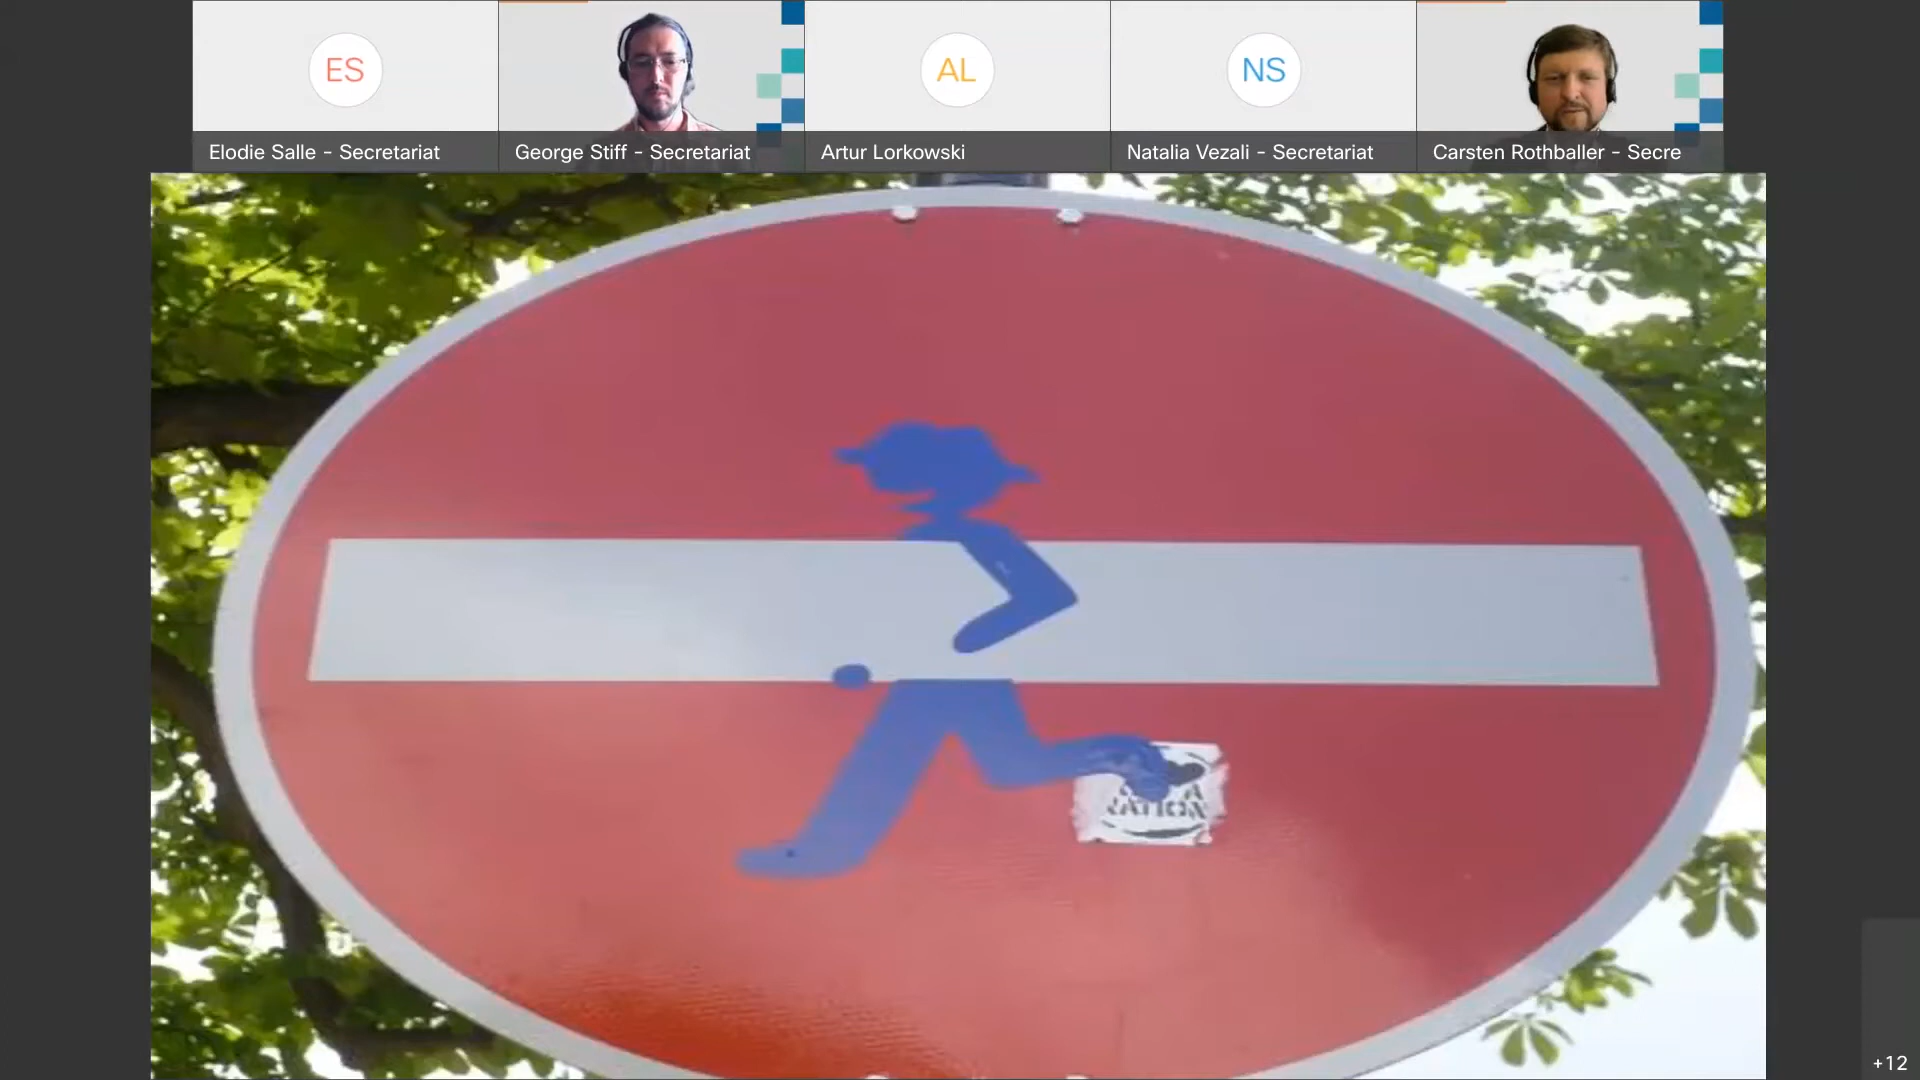 ES
AL
NS
Elodie Salle - Secretariat
George Stiff - Secretariat
Artur Lorkowski
Natalia Vezali - Secretariat
Carsten Rothballer - Secre
+12